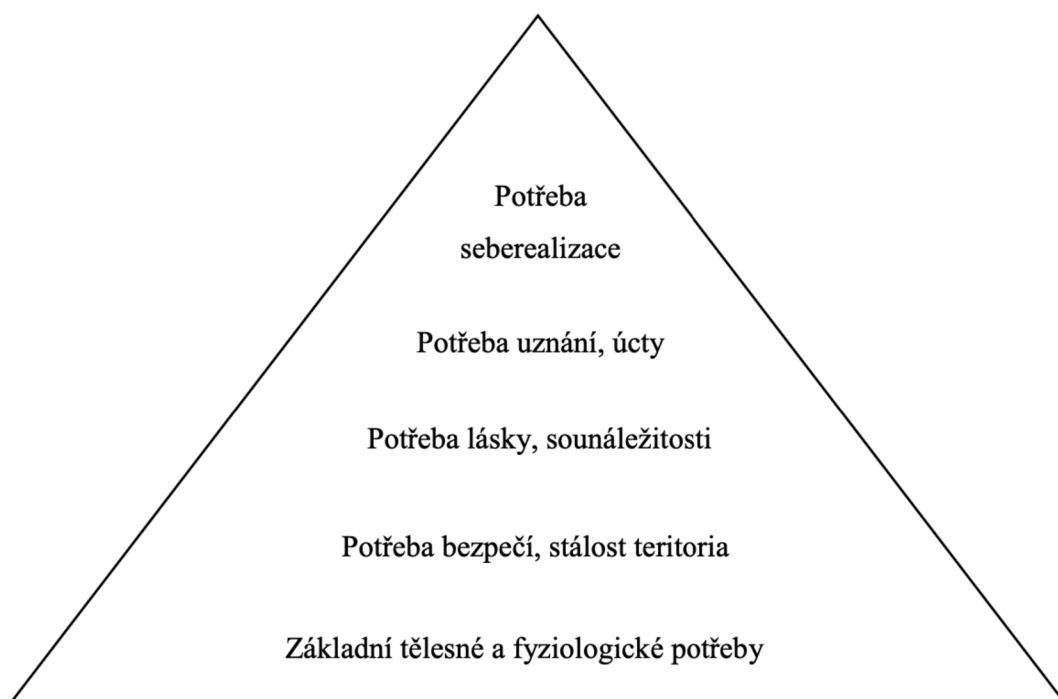 Potřeba
seberealizace
Potřeba uznání, úcty
Potřeba lásky, sounáležitosti
Potřeba bezpečí, stálost teritoria
Základní tělesné a fyziologické potřeby